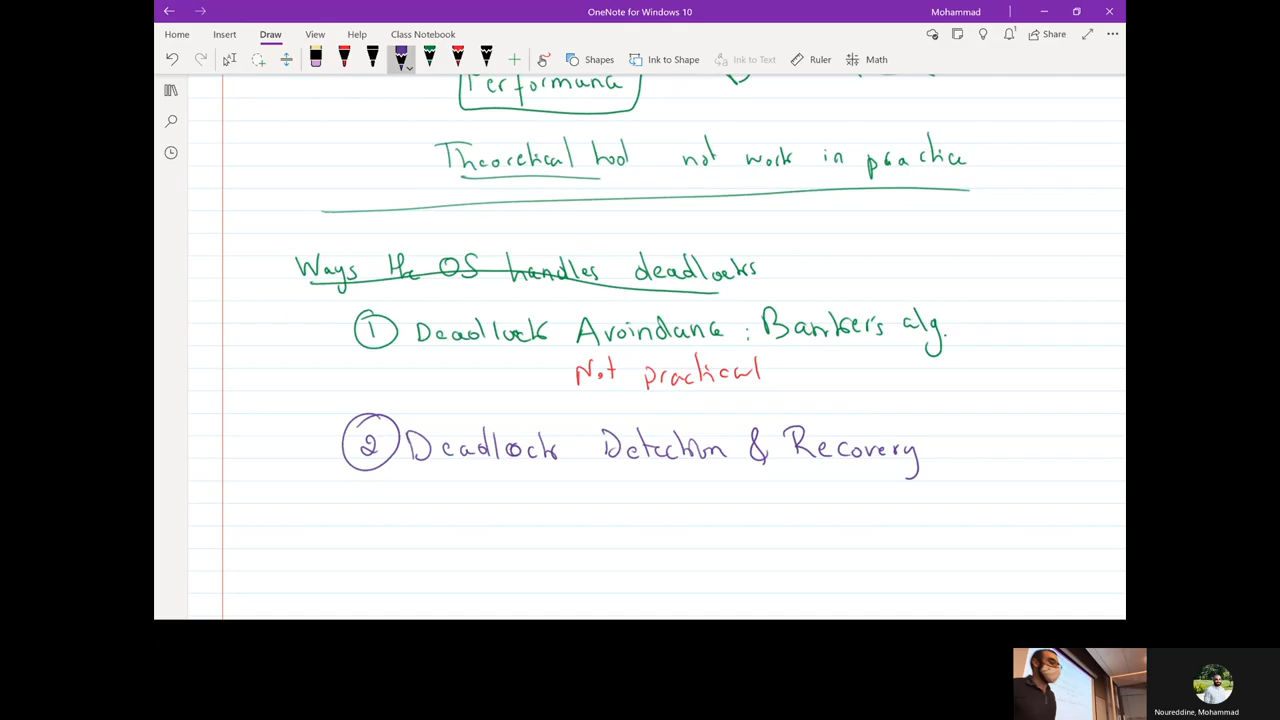 OneNote for Windows 10
Mohammad
Home Insert Draw View Help Class Notebook
Share
Shapes Ink to Shape Ink to Text Ruler Math
Performana
Theoretical tool not work in practice
Ways the OS handles deadlocks
1 Deadlock Avoindance : Banker's alg.
Not practical
2 Deadlock Detection & Recovery
Noureddine, Mohammad